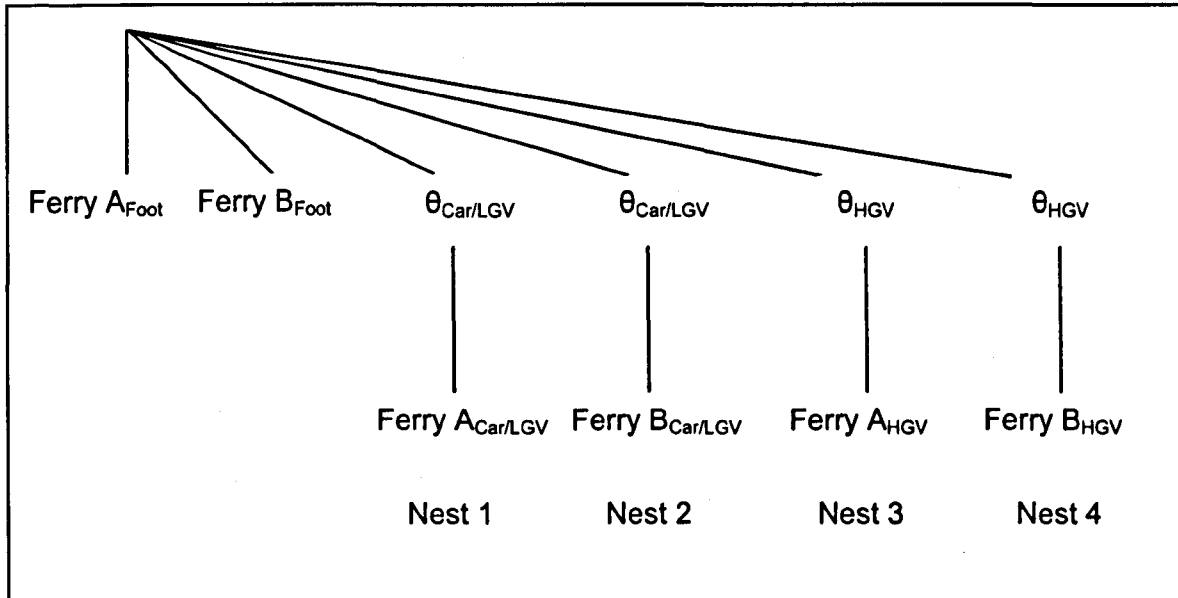 Ferry AFoot Ferry BFoot θCar/LGV θCar/LGV θHGV θHGV
Ferry ACar/LGV Ferry BCar/LGV Ferry AHGV Ferry BHGV
Nest 1 Nest 2 Nest 3 Nest 4